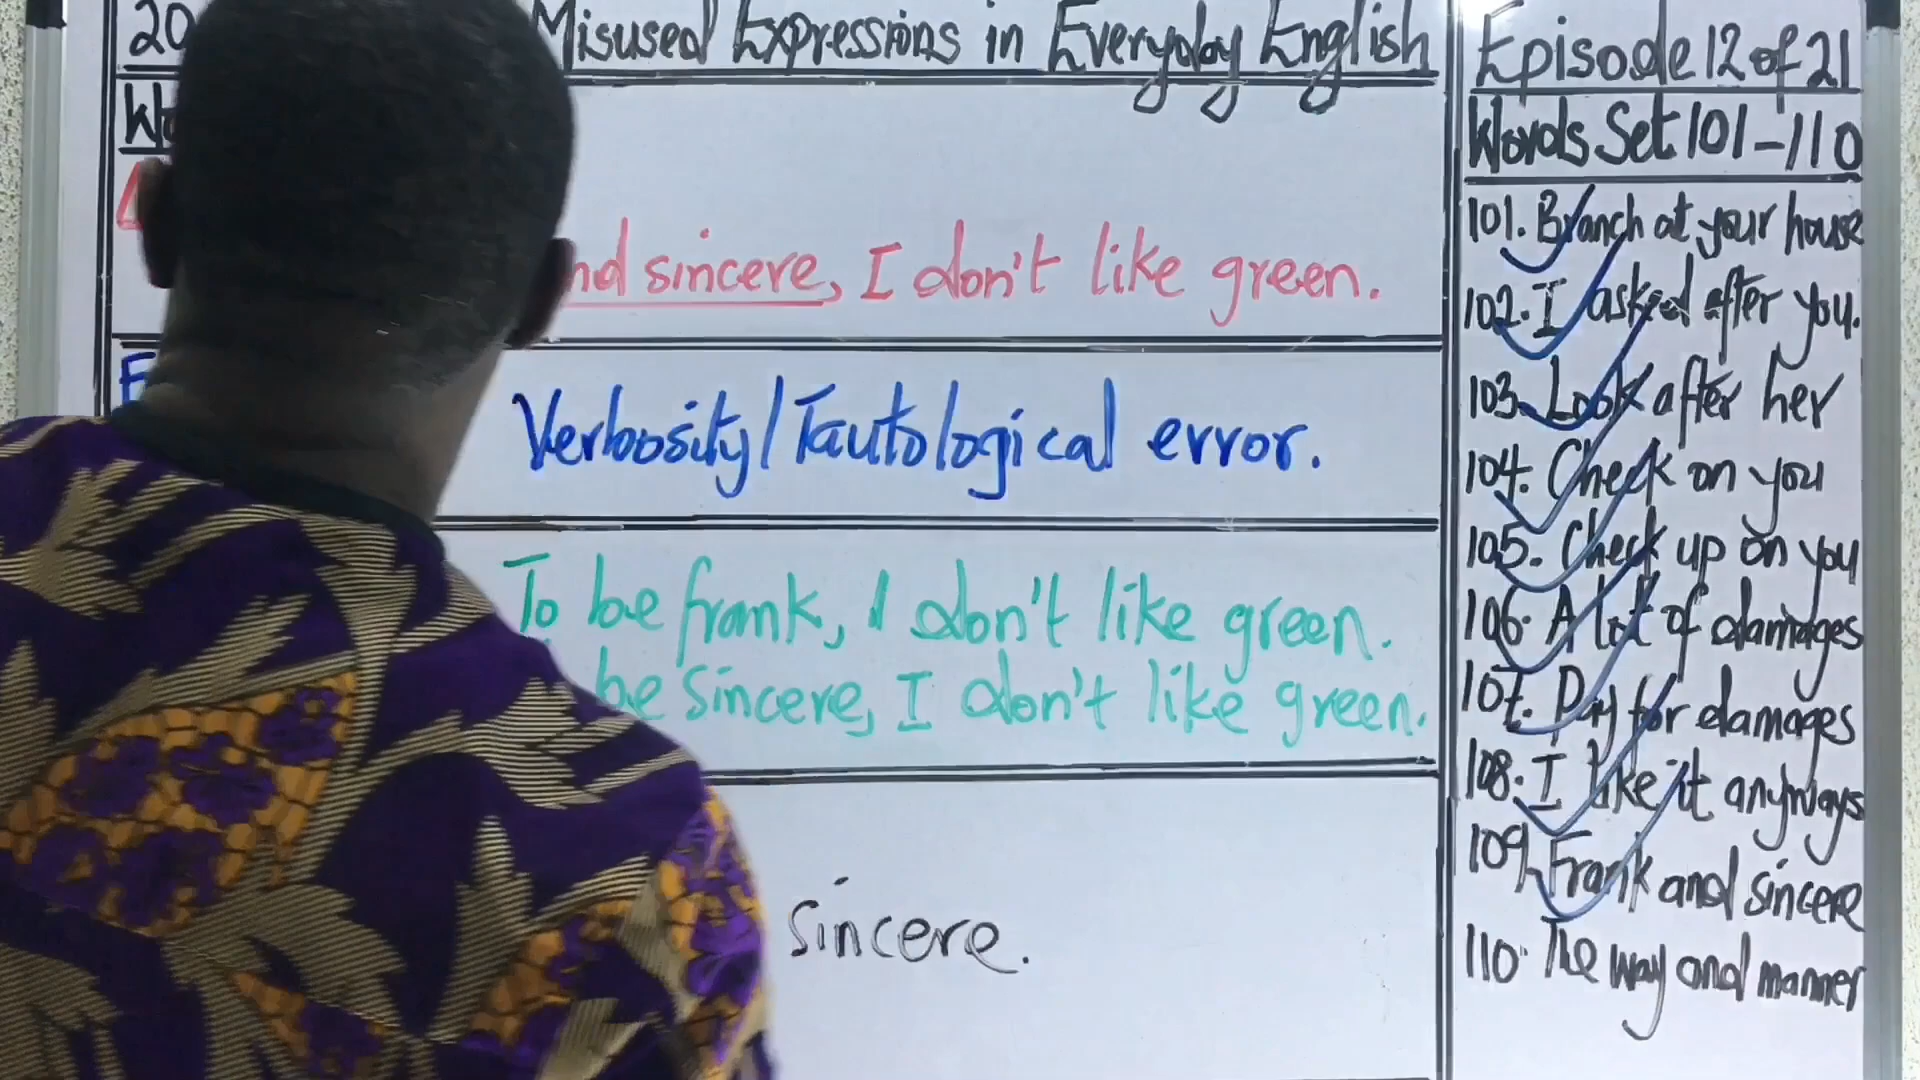 20 Misused Expressions in Everyday English
nd sincere, I don't like green.
Verbosity/Tautological error.
To be frank, I don't like green.
be sincere, I don't like green.
sincere.
Episode 12 of 21
Words Set 101-110
101. Branch at your house
102. I asked after you.
103. Look after her
104. Check on you
105. Check up on you
106. A lot of damages
107. Pay for damages
108. I like it anyways
109. Frank and sincere
110. The way and manner